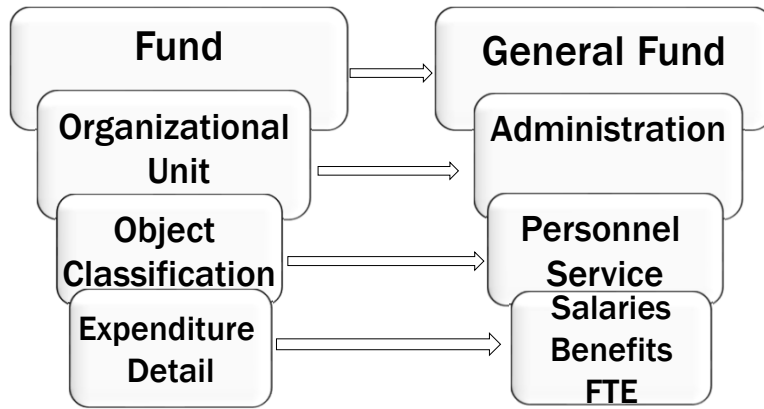 Fund
General Fund
Organizational
Unit
Administration
Object
Classification
Personnel
Service
Expenditure
Detail
Salaries
Benefits
FTE